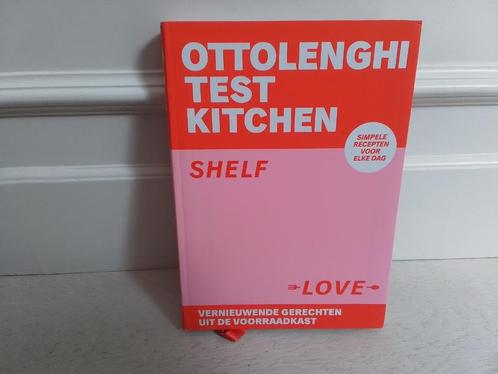 OTTOLENGHI
TEST
KITCHEN
SIMPELE
RECEPTEN
VOOR
ELKE DAG
SHELF
LOVE
VERNIEUWENDE GERECHTEN
UIT DE VOORRAADKAST